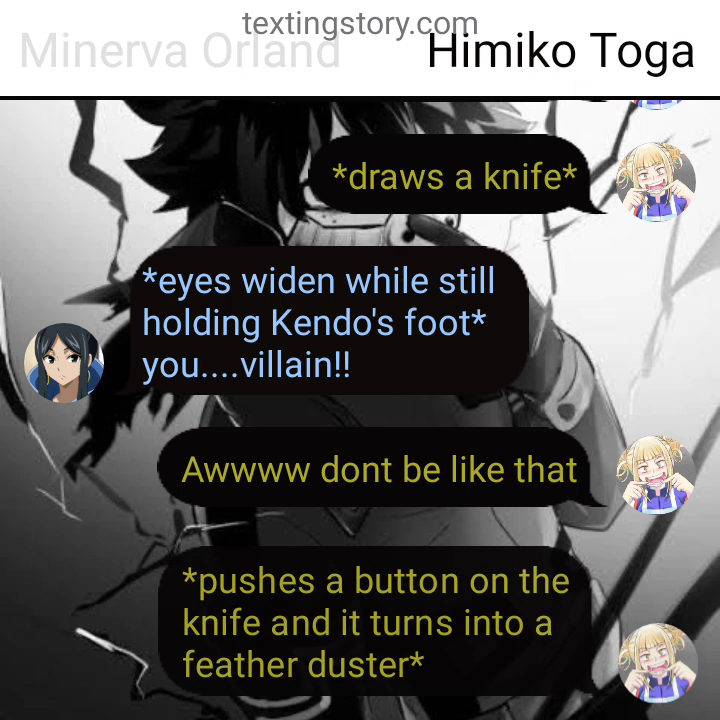 textingstory.com
Minerva Orland
Himiko Toga
*draws a knife*
*eyes widen while still
holding Kendo's foot*
you....villain!!
Awwww dont be like that
*pushes a button on the
knife and it turns into a
feather duster*